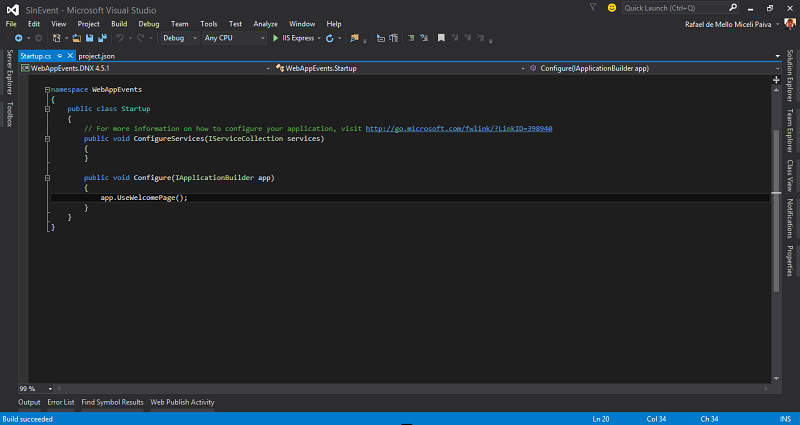 SInEvent - Microsoft Visual Studio
Quick Launch (Ctrl+Q)
File Edit View Project Build Debug Team Tools Test Analyze Window Help
Rafael de Mello Miceli Paiva
Debug Any CPU IIS Express
Server Explorer
Toolbox
Startup.cs project.json
WebAppEvents.DNX 4.5.1 WebAppEvents.Startup Configure(IApplicationBuilder app)
namespace WebAppEvents
{
public class Startup
{
// For more information on how to configure your application, visit http://go.microsoft.com/fwlink/?LinkID=398940
public void ConfigureServices(IServiceCollection services)
{
}
public void Configure(IApplicationBuilder app)
{
app.UseWelcomePage();
}
}
}
Solution Explorer
Team Explorer
Class View
Notifications
Properties
99 %
Output Error List Find Symbol Results Web Publish Activity
Build succeeded Ln 20 Col 34 Ch 34 INS